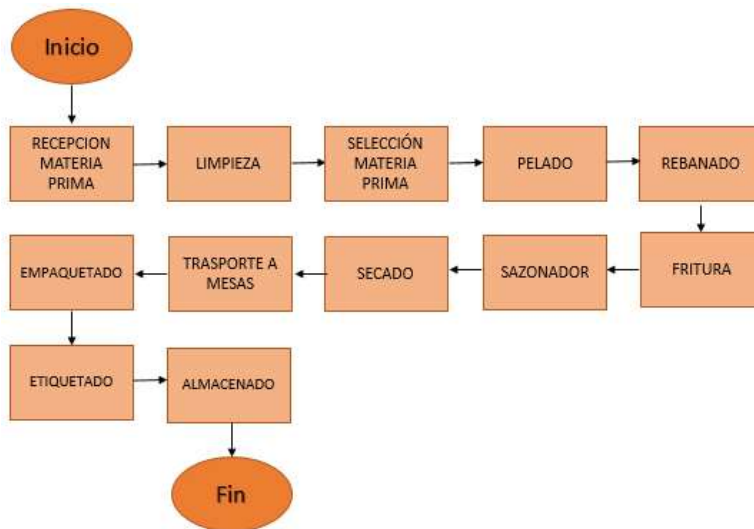 Inicio
RECEPCION
MATERIA
PRIMA
LIMPIEZA
SELECCIÓN
MATERIA
PRIMA
PELADO
REBANADO
FRITURA
SAZONADOR
SECADO
TRASPORTE A
MESAS
EMPAQUETADO
ETIQUETADO
ALMACENADO
Fin